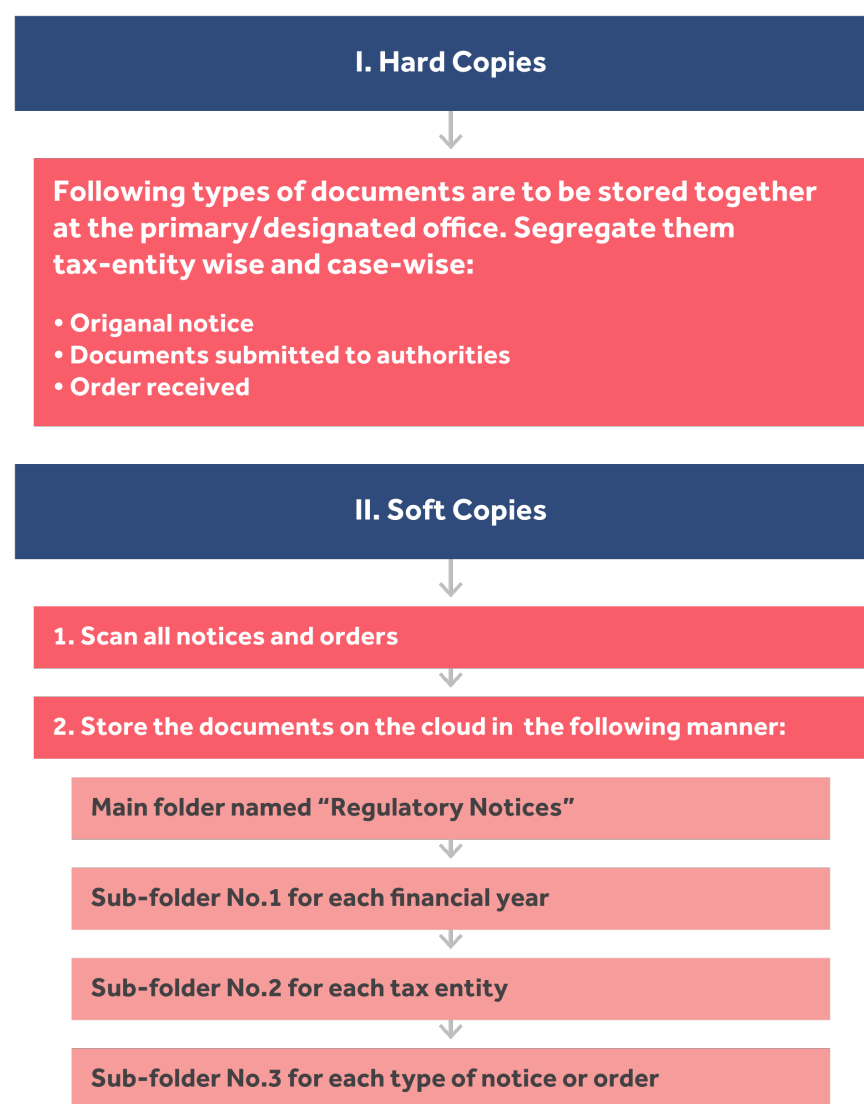 I. Hard Copies
Following types of documents are to be stored together
at the primary/designated office. Segregate them
tax-entity wise and case-wise:
• Origanal notice
• Documents submitted to authorities
• Order received
II. Soft Copies
1. Scan all notices and orders
2. Store the documents on the cloud in  the following manner:
Main folder named “Regulatory Notices”
Sub-folder No.1 for each financial year
Sub-folder No.2 for each tax entity
Sub-folder No.3 for each type of notice or order